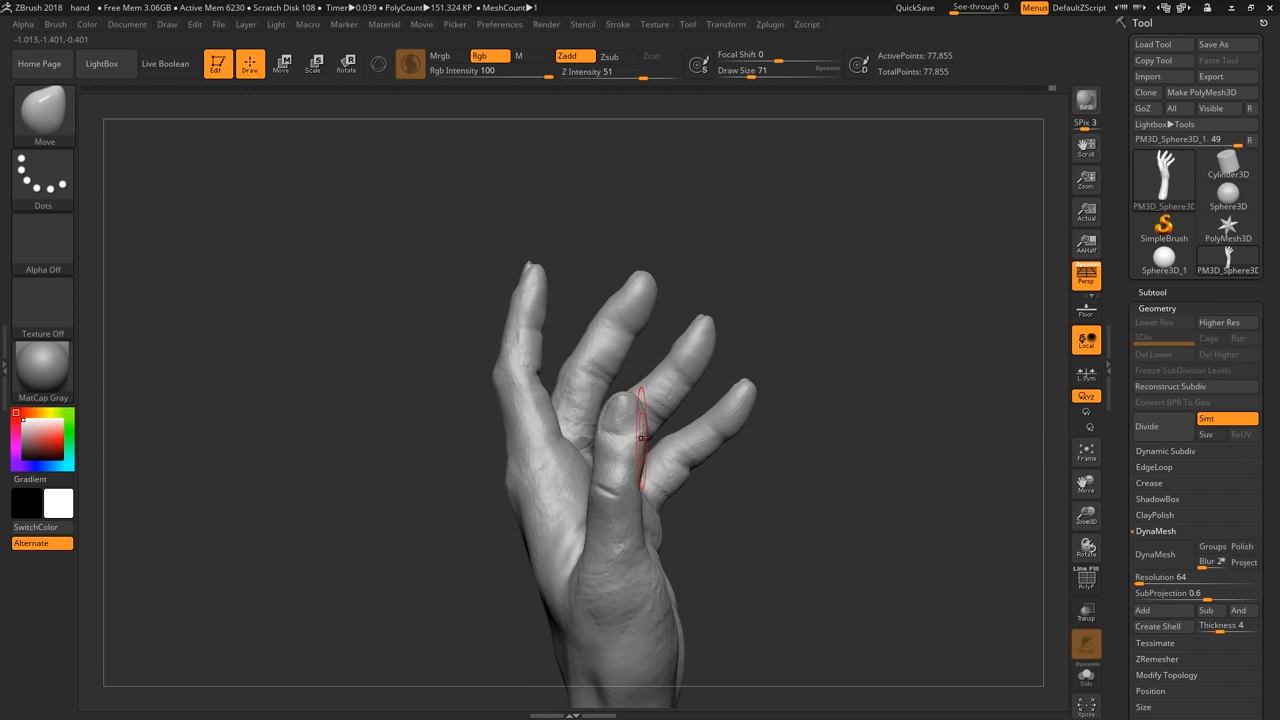 ZBrush 2018 hand • Free Mem 3.06GB • Active Mem 6230 • Scratch Disk 108 • Timer▶0.039 • PolyCount▶151.324 KP • MeshCount▶1 QuickSave See-through 0 Menus DefaultZScript
Alpha Brush Color Document Draw Edit File Layer Light Macro Marker Material Movie Picker Preferences Render Stencil Stroke Texture Tool Transform Zplugin Zscript
-1.013,-1.401,-0.401
Home Page
LightBox
Live Boolean
Edit
Draw
Move
Scale
Rotate
Mrgb Rgb M
Rgb Intensity 100
Zadd Zsub Zcut
Z Intensity 51
S
Focal Shift 0
Draw Size 71 Dynamic
D
ActivePoints: 77,855
TotalPoints: 77,855
Move
Dots
Alpha Off
Texture Off
MatCap Gray
Gradient
SwitchColor
Alternate
BPR
SPix 3
Scroll
Zoom
Actual
AAHalf
Dynamic
Persp
Floor
Local
L.Sym
XYZ
Frame
Move
Zoom3D
Rotate
Line Fill
PolyF
Transp
Dynamic
Solo
Xpose
Tool
Load Tool Save As
Copy Tool Paste Tool
Import Export
Clone Make PolyMesh3D
GoZ All Visible R
Lightbox▶Tools
PM3D_Sphere3D_1. 49 R
PM3D_Sphere3D
Cylinder3D
Sphere3D
SimpleBrush
PolyMesh3D
Sphere3D_1
PM3D_Sphere3D
Subtool
Geometry
Lower Res Higher Res
SDiv Cage Rstr
Del Lower Del Higher
Freeze SubDivision Levels
Reconstruct Subdiv
Convert BPR To Geo
Divide
Smt
Suv ReUV
Dynamic Subdiv
EdgeLoop
Crease
ShadowBox
ClayPolish
DynaMesh
DynaMesh
Groups Polish
Blur 2 Project
Resolution 64
SubProjection 0.6
Add Sub And
Create Shell Thickness 4
Tessimate
ZRemesher
Modify Topology
Position
Size